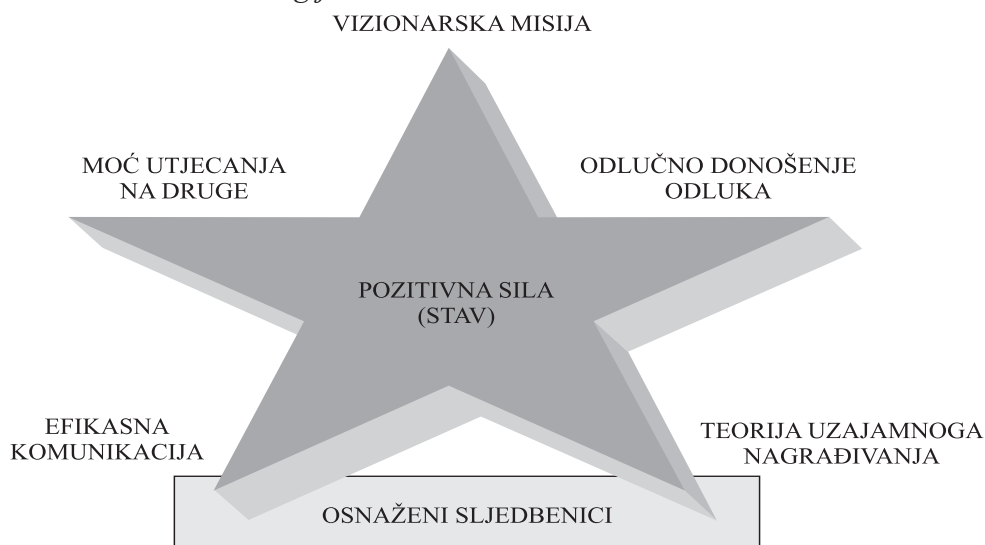 VIZIONARSKA MISIJA
MOĆ UTJECANJA
NA DRUGE
ODLUČNO DONOŠENJE
ODLUKA
POZITIVNA SILA
(STAV)
EFIKASNA
KOMUNIKACIJA
TEORIJA UZAJAMNOGA
NAGRAĐIVANJA
OSNAŽENI SLJEDBENICI